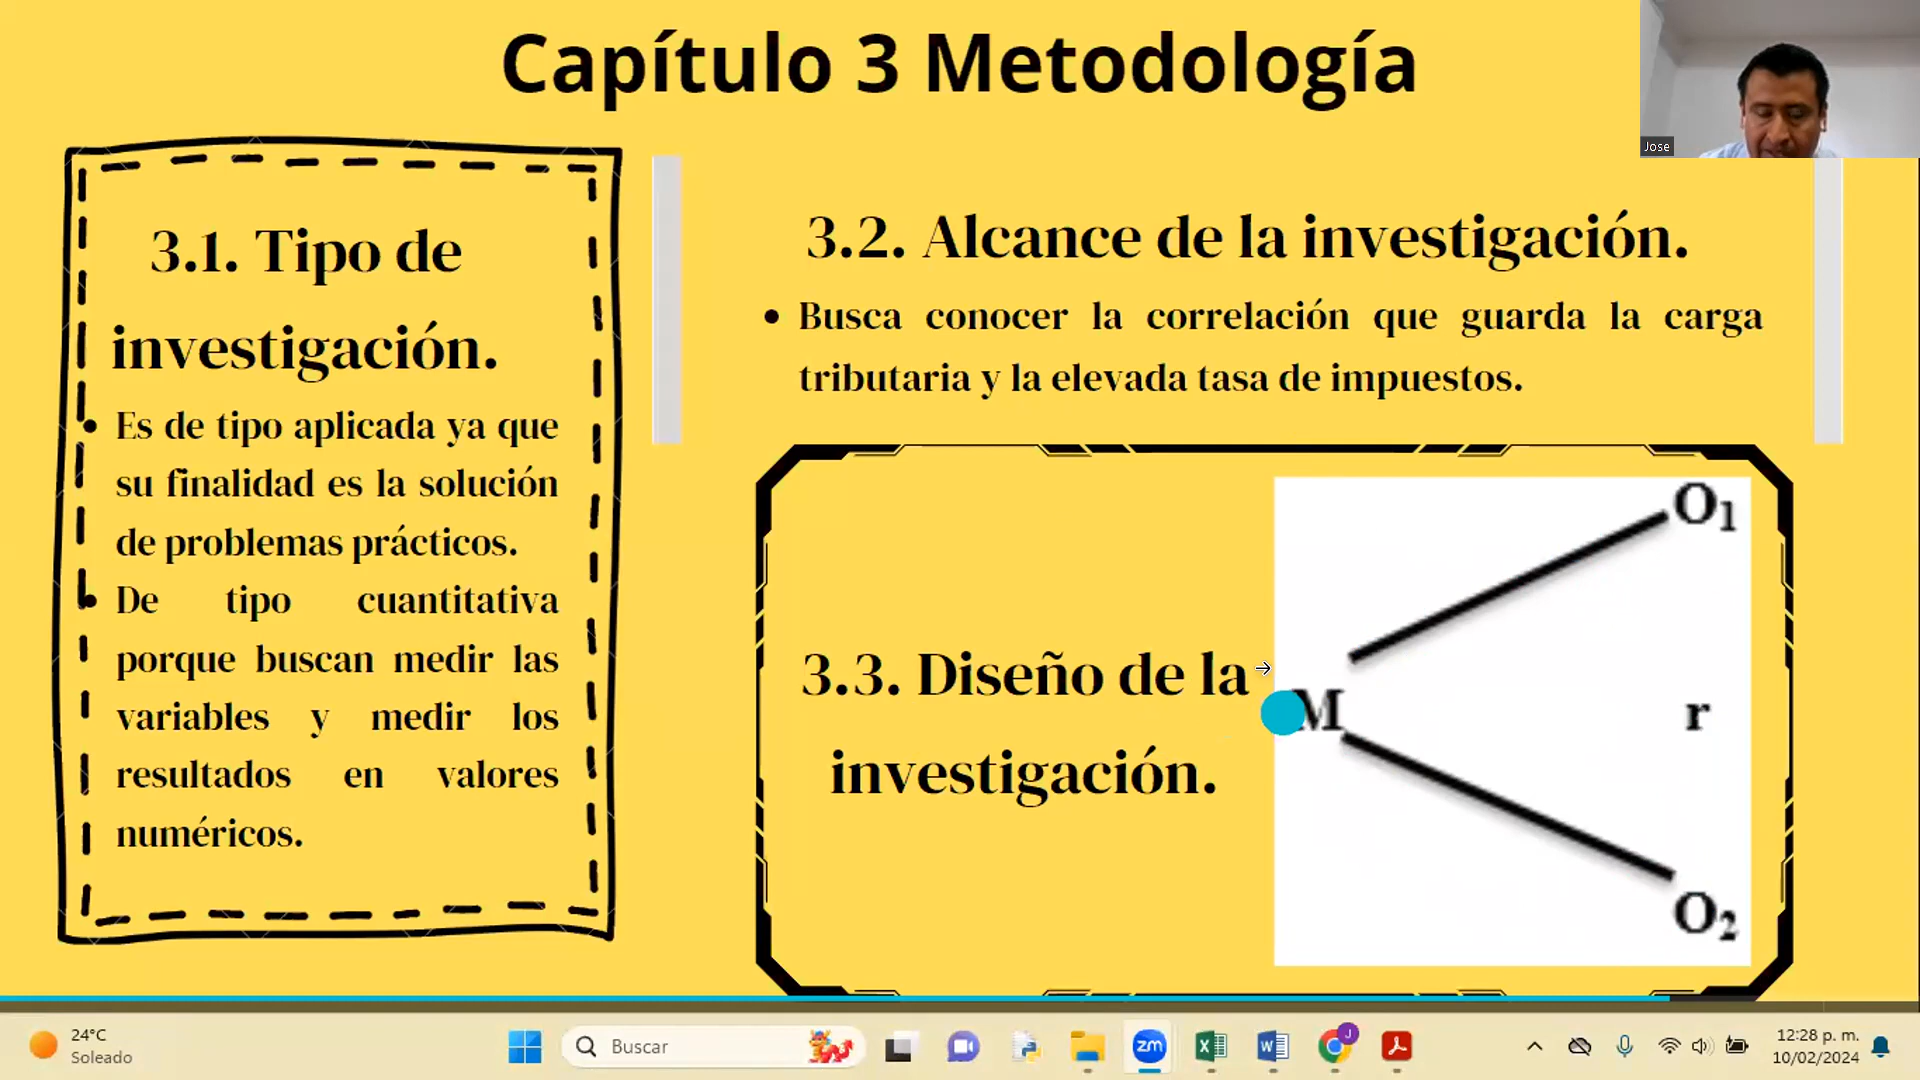 Capítulo 3 Metodología
Jose
3.1. Tipo de
investigación.
• Es de tipo aplicada ya que
su finalidad es la solución
de problemas prácticos.
• De tipo cuantitativa
porque buscan medir las
variables y medir los
resultados en valores
numéricos.
3.2. Alcance de la investigación.
• Busca conocer la correlación que guarda la carga
tributaria y la elevada tasa de impuestos.
3.3. Diseño de la
investigación.
O1
M
r
O2
24°C
Soleado
Buscar
zm
J
12:28 p. m.
10/02/2024